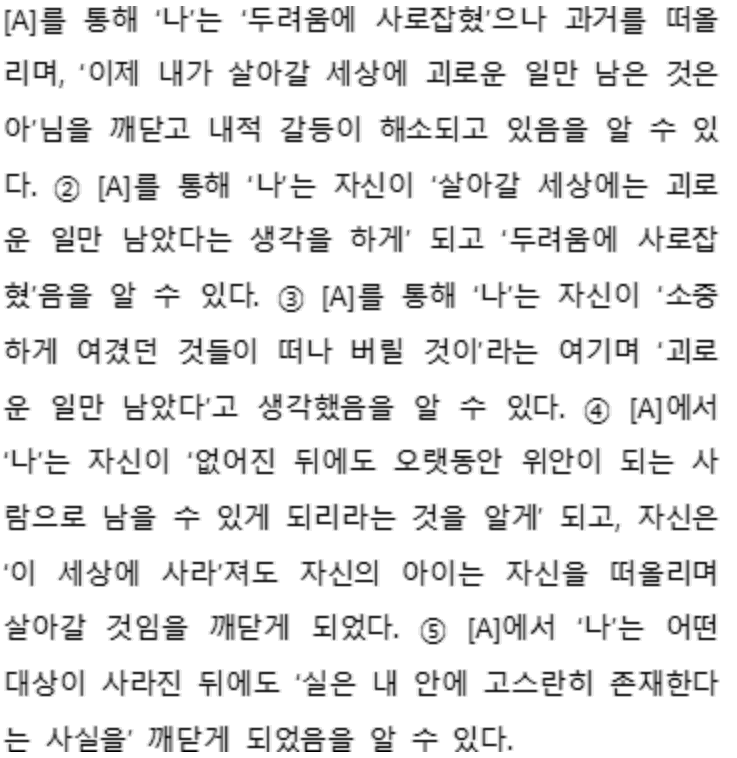 [A]를 통해 ‘나’는 ‘두려움에 사로잡혔’으나 과거를 떠올
리며, ‘이제 내가 살아갈 세상에 괴로운 일만 남은 것은
아’님을 깨닫고 내적 갈등이 해소되고 있음을 알 수 있
다. ② [A]를 통해 ‘나’는 자신이 ‘살아갈 세상에는 괴로
운 일만 남았다는 생각을 하게’ 되고 ‘두려움에 사로잡
혔’음을 알 수 있다. ③ [A]를 통해 ‘나’는 자신이 ‘소중
하게 여겼던 것들이 떠나 버릴 것이’라는 여기며 ‘괴로
운 일만 남았다’고 생각했음을 알 수 있다. ④ [A]에서
‘나’는 자신이 ‘없어진 뒤에도 오랫동안 위안이 되는 사
람으로 남을 수 있게 되리라는 것을 알게’ 되고, 자신은
‘이 세상에 사라’져도 자신의 아이는 자신을 떠올리며
살아갈 것임을 깨닫게 되었다. ⑤ [A]에서 ‘나’는 어떤
대상이 사라진 뒤에도 ‘실은 내 안에 고스란히 존재한다
는 사실을’ 깨닫게 되었음을 알 수 있다.